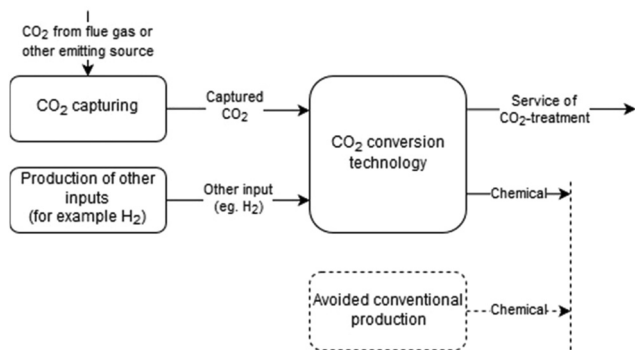 CO₂ from flue gas or
other emitting source
CO₂ capturing
Captured
CO₂
CO₂ conversion
technology
Service of
CO₂-treatment
Production of other
inputs
(for example H₂)
Other input
(eg. H₂)
Chemical
Avoided conventional
production
Chemical